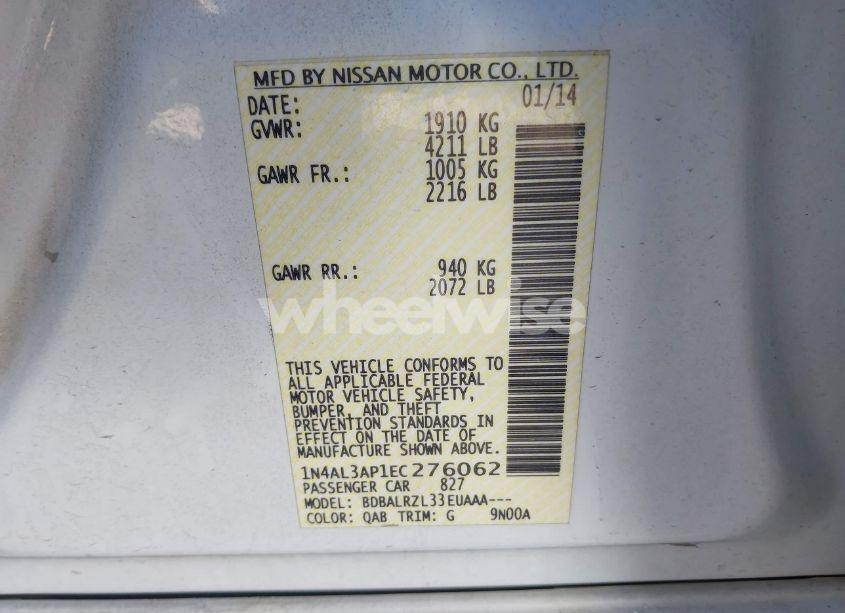 MFD BY NISSAN MOTOR CO., LTD.
DATE: 01/14
GVWR: 1910 KG
4211 LB
GAWR FR.: 1005 KG
2216 LB
GAWR RR.: 940 KG
2072 LB
wheelwise
THIS VEHICLE CONFORMS TO
ALL APPLICABLE FEDERAL
MOTOR VEHICLE SAFETY,
BUMPER, AND THEFT
PREVENTION STANDARDS IN
EFFECT ON THE DATE OF
MANUFACTURE SHOWN ABOVE.
1N4AL3AP1EC276062
PASSENGER CAR 827
MODEL: BDBALRZL33EUAAA---
COLOR: QAB TRIM: G 9N00A